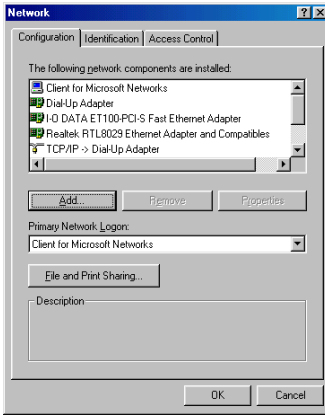 Network
Configuration Identification Access Control
The following network components are installed:
Client for Microsoft Networks
Dial-Up Adapter
I-O DATA ET100-PCI-S Fast Ethernet Adapter
Realtek RTL8029 Ethernet Adapter and Compatibles
TCP/IP -> Dial-Up Adapter
Add... Remove Properties
Primary Network Logon:
Client for Microsoft Networks
File and Print Sharing...
Description
OK Cancel